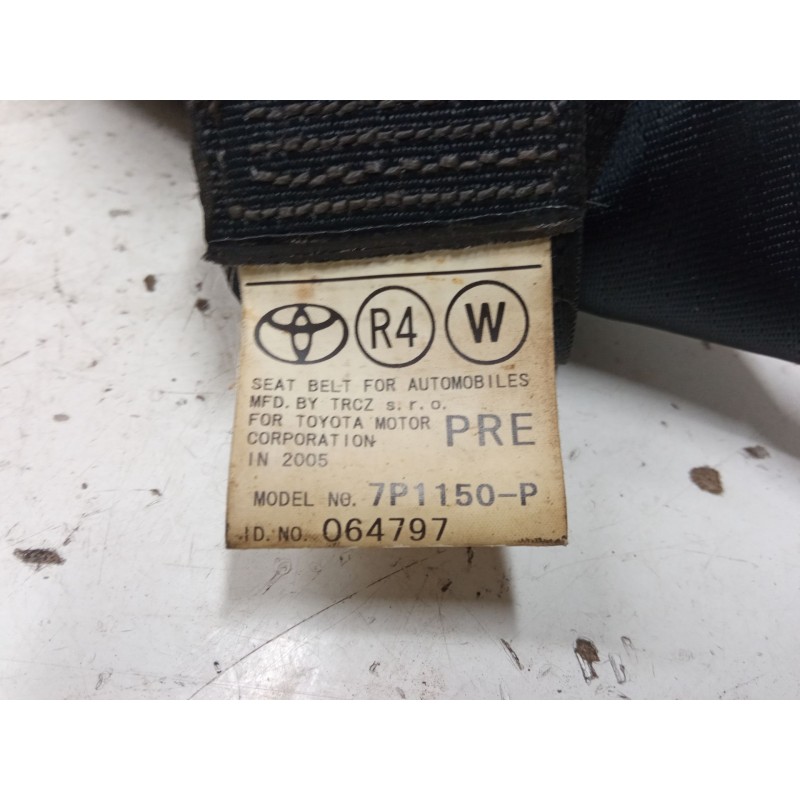 R4 W
SEAT BELT FOR AUTOMOBILES
MFD. BY TRCZ s.r.o.
FOR TOYOTA MOTOR
CORPORATION PRE
IN 2005
MODEL NO. 7P1150-P
ID. NO. 064797